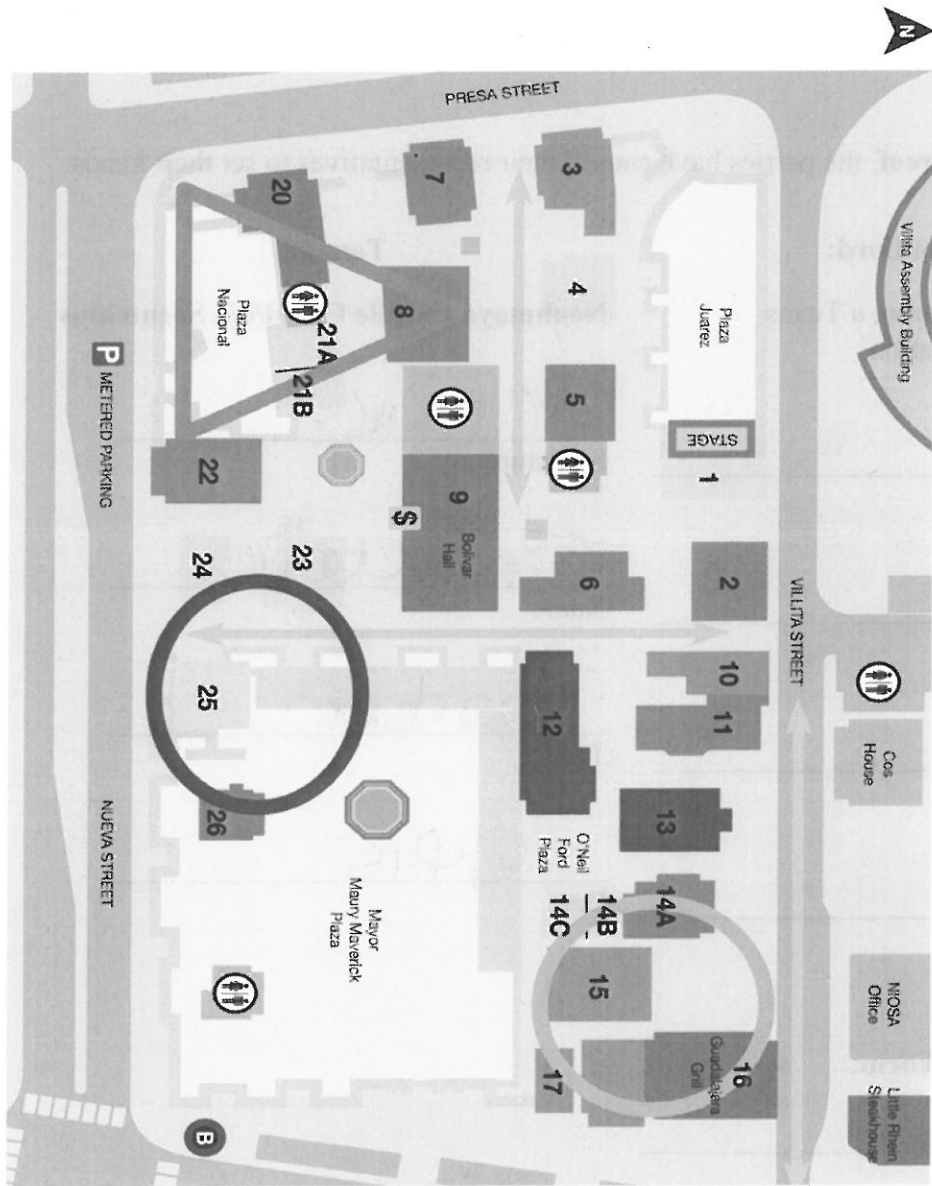 N
Villita Assembly Building
Cos
House
NIOSA
Office
Little Rhein
Steakhouse
VILLITA STREET
PRESA STREET
Plaza
Juarez
STAGE
1
2
10
11
13
14A
16
Guadalajara
Grill
3
4
5
6
12
O'Neil
Ford
Plaza
14B
14C
15
17
7
8
9
Bolivar
Hall
$
20
21A
21B
Plaza
Nacional
22
23
24
25
26
Mayor
Maury Maverick
Plaza
P METERED PARKING
NUEVA STREET
B